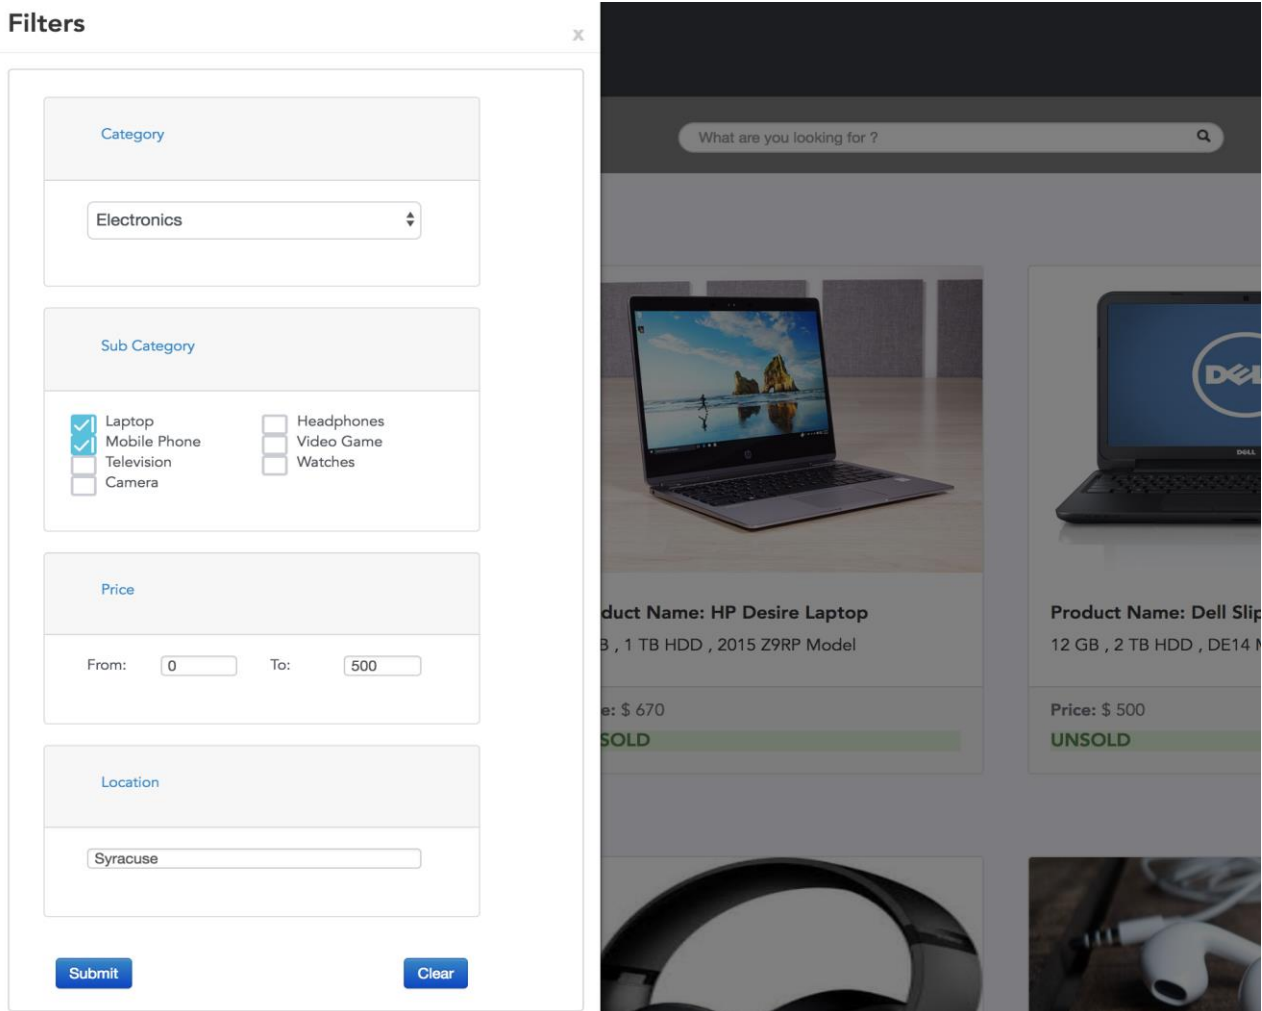 Filters
x
Category
Electronics
Sub Category
Laptop
Mobile Phone
Television
Camera
Headphones
Video Game
Watches
Price
From: 0 To: 500
Location
Syracuse
Submit Clear
What are you looking for ?
DELL
duct Name: HP Desire Laptop
, 1 TB HDD , 2015 Z9RP Model
e: $ 670
SOLD
Product Name: Dell Slip
12 GB , 2 TB HDD , DE14
Price: $ 500
UNSOLD